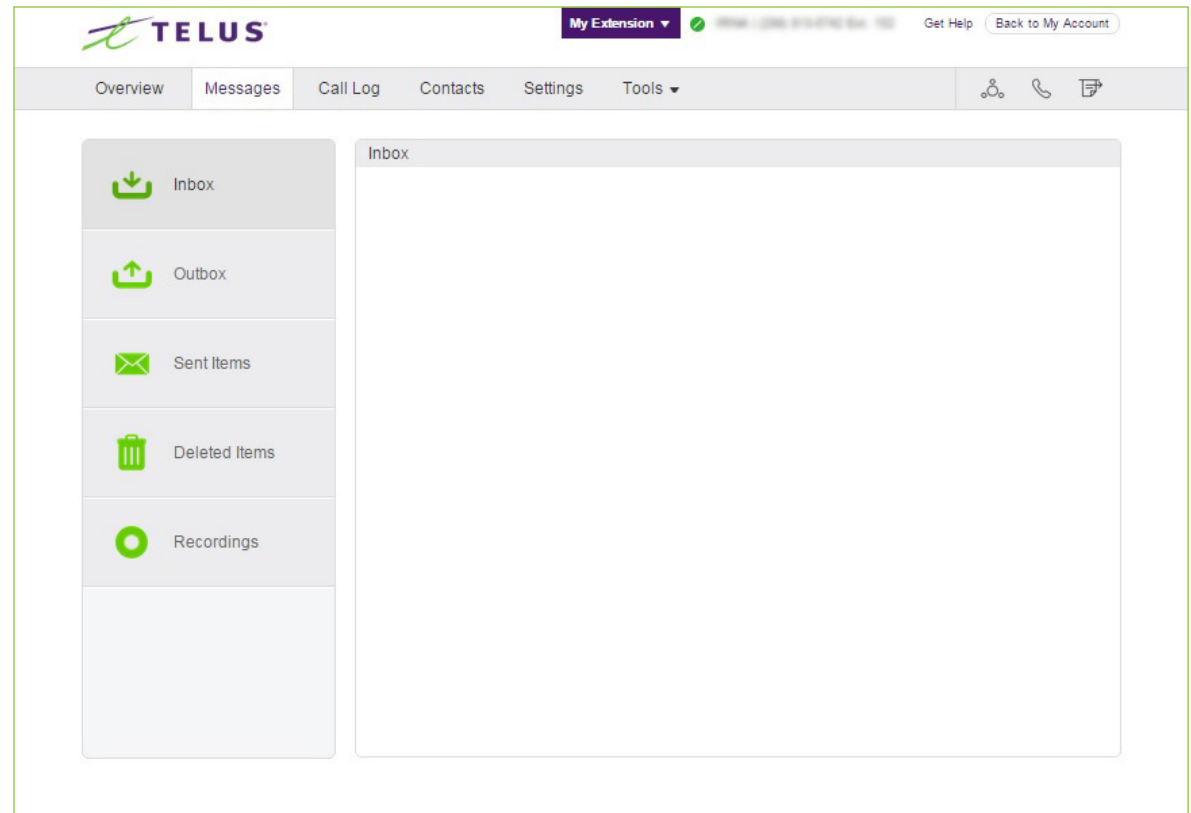 TELUS
My Extension Get Help Back to My Account
Overview Messages Call Log Contacts Settings Tools
Inbox
Inbox
Outbox
Sent Items
Deleted Items
Recordings